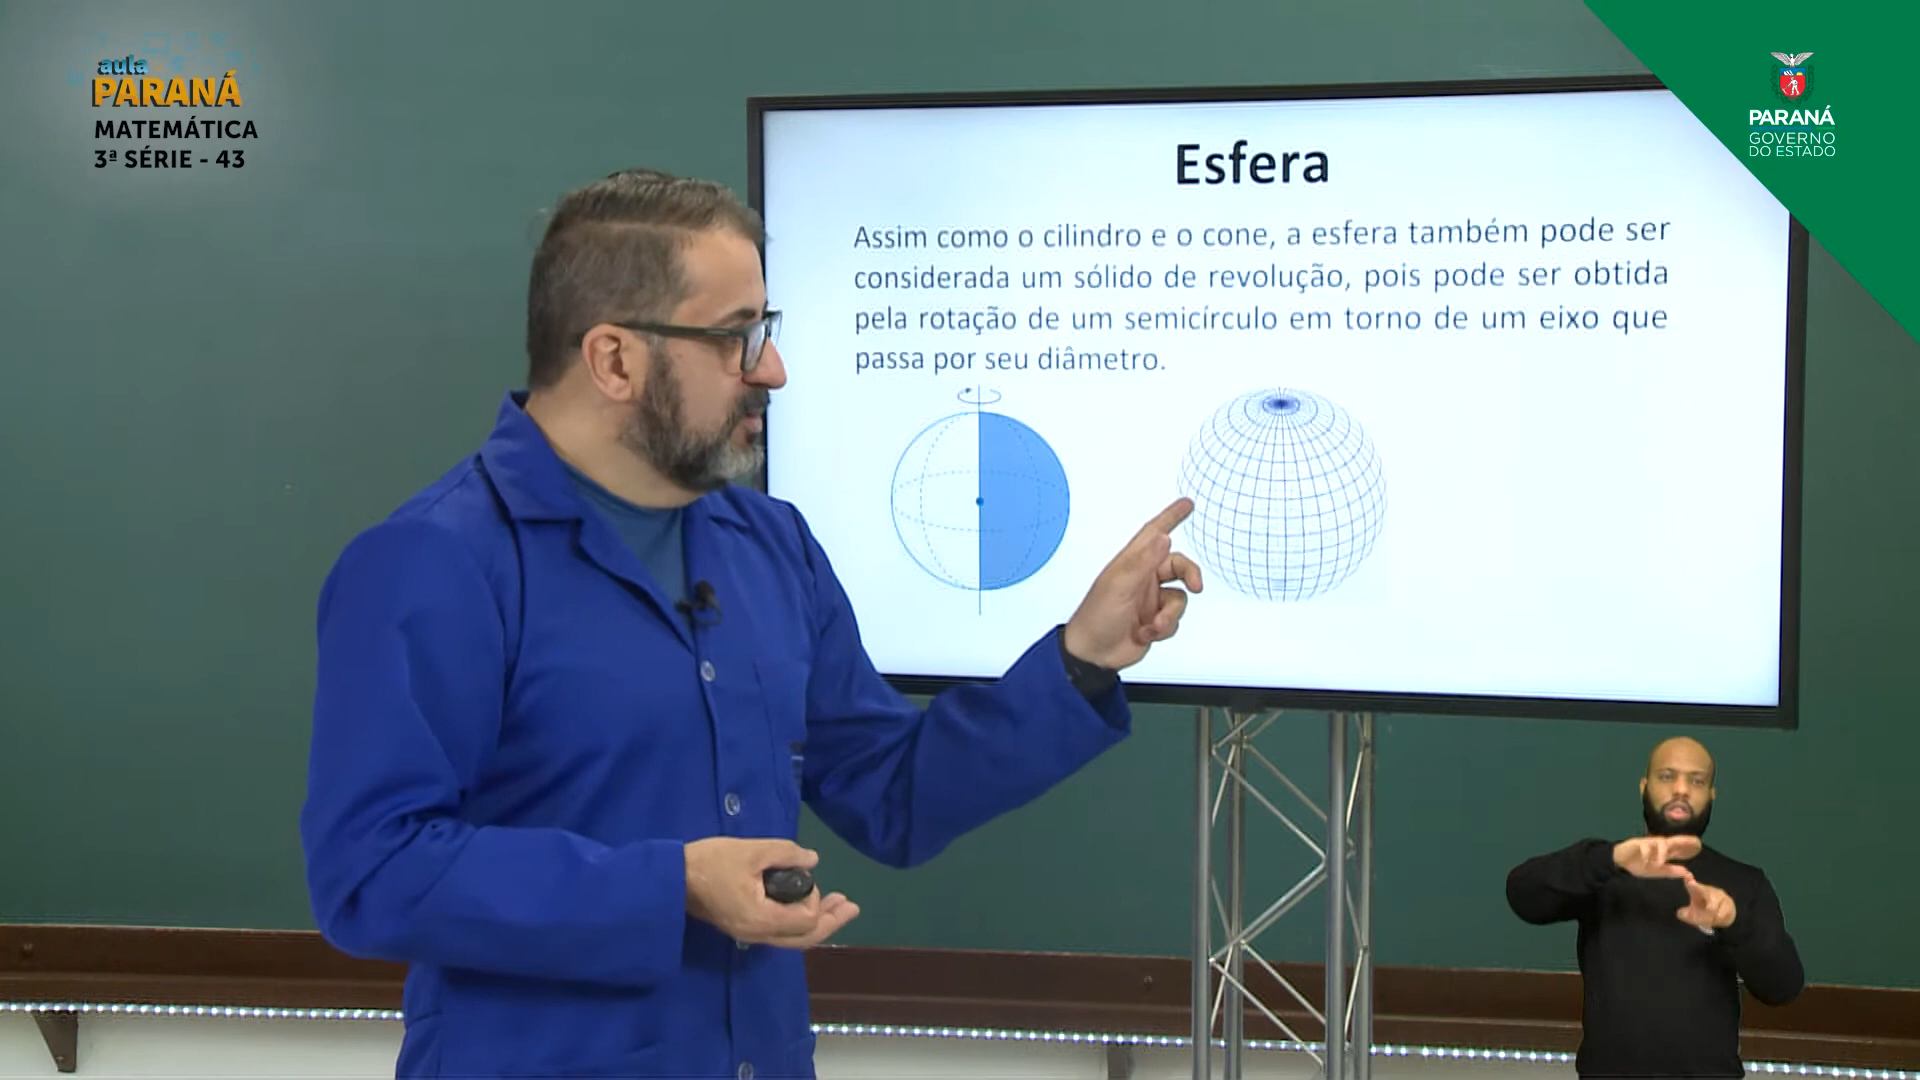 aula
PARANÁ
MATEMÁTICA
3ª SÉRIE - 43
PARANÁ
GOVERNO
DO ESTADO
Esfera
Assim como o cilindro e o cone, a esfera também pode ser
considerada um sólido de revolução, pois pode ser obtida
pela rotação de um semicírculo em torno de um eixo que
passa por seu diâmetro.